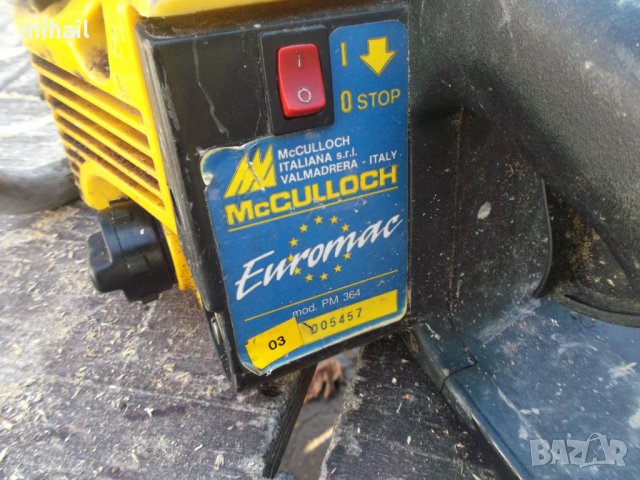 mihail
I
0 STOP
I
O
McCULLOCH
ITALIANA s.r.l.
VALMADRERA - ITALY
McCULLOCH
Euromac
mod. PM 364
005457
03
BAZAR